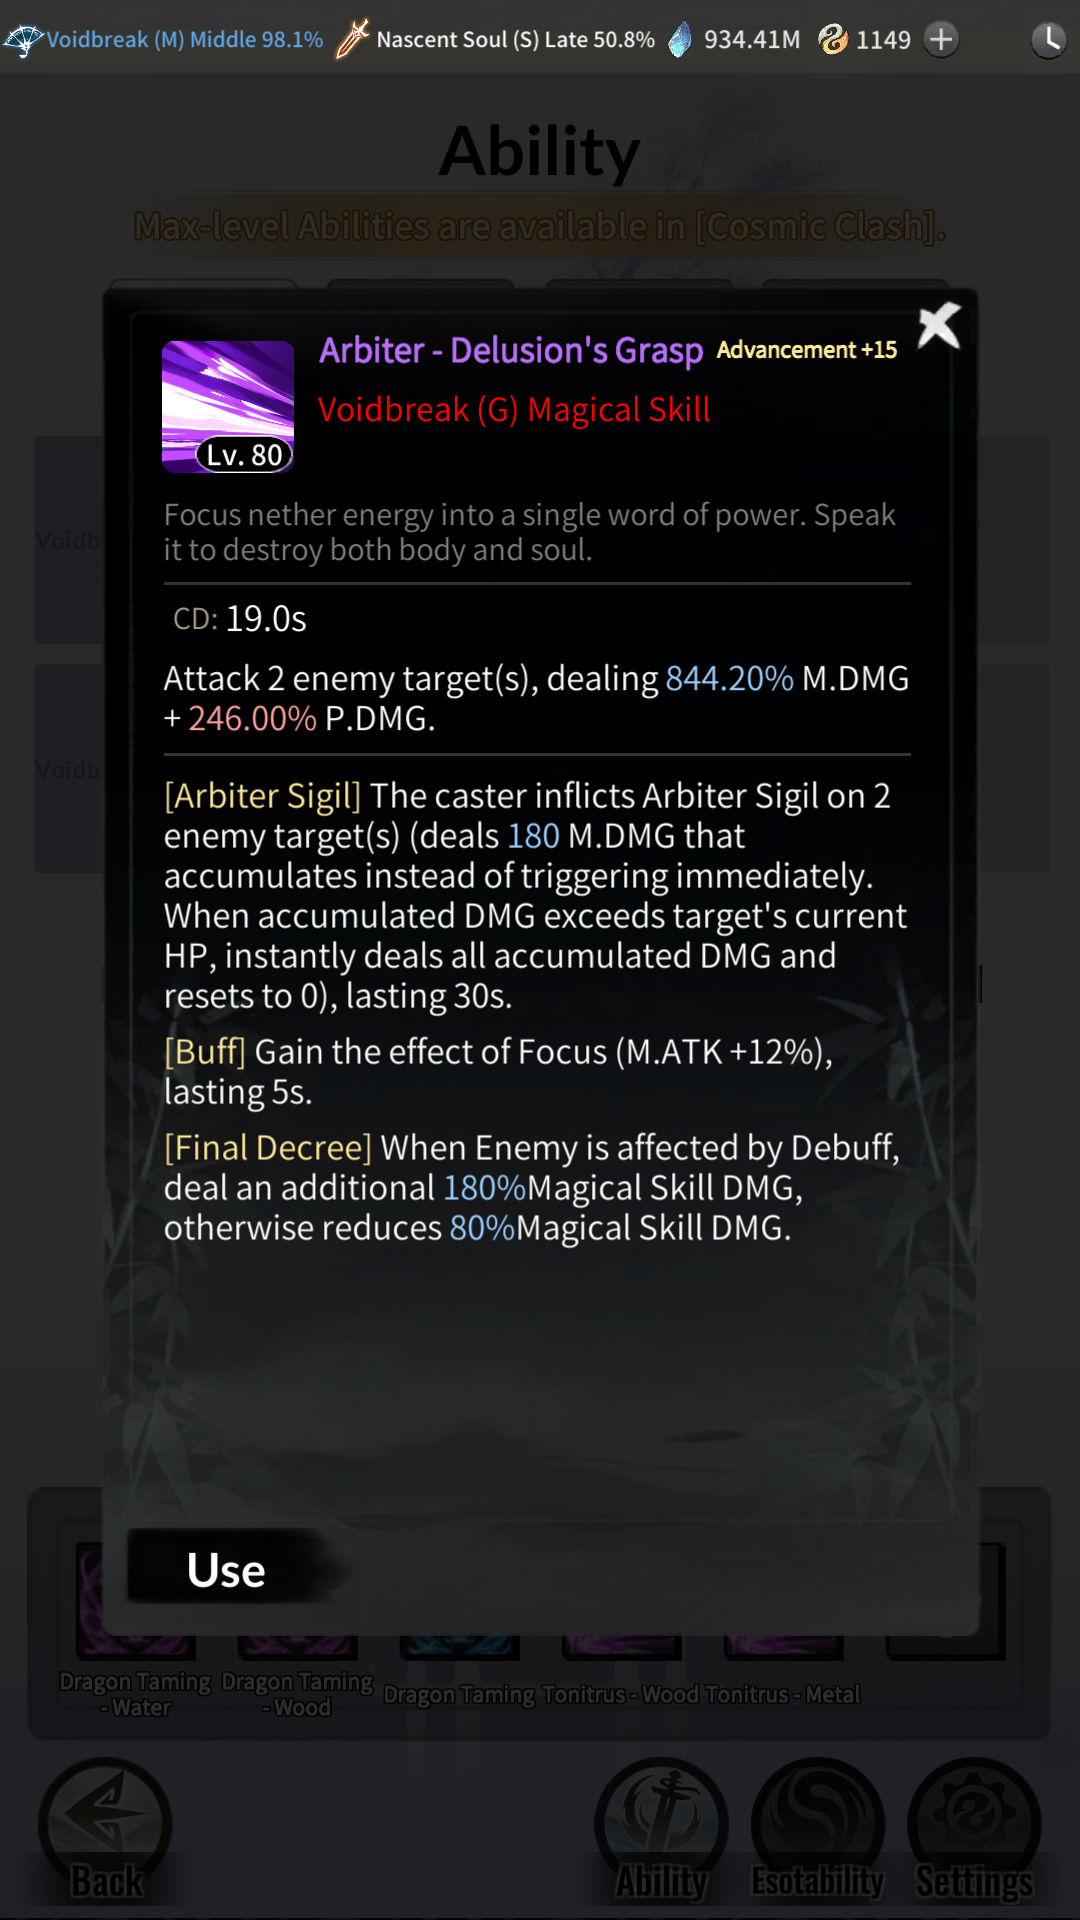 Voidbreak (M) Middle 98.1% Nascent Soul (S) Late 50.8% 934.41M 1149
Ability
Max-level Abilities are available in [Cosmic Clash].
Arbiter - Delusion's Grasp Advancement +15
Voidbreak (G) Magical Skill
Lv. 80
Focus nether energy into a single word of power. Speak
it to destroy both body and soul.
CD: 19.0s
Attack 2 enemy target(s), dealing 844.20% M.DMG
+ 246.00% P.DMG.
[Arbiter Sigil] The caster inflicts Arbiter Sigil on 2
enemy target(s) (deals 180 M.DMG that
accumulates instead of triggering immediately.
When accumulated DMG exceeds target's current
HP, instantly deals all accumulated DMG and
resets to 0), lasting 30s.
[Buff] Gain the effect of Focus (M.ATK +12%),
lasting 5s.
[Final Decree] When Enemy is affected by Debuff,
deal an additional 180%Magical Skill DMG,
otherwise reduces 80%Magical Skill DMG.
Voidb
Voidb
Use
Dragon Taming
- Water
Dragon Taming
- Wood
Dragon Taming
Tonitrus - Wood
Tonitrus - Metal
Back
Ability
Esotability
Settings